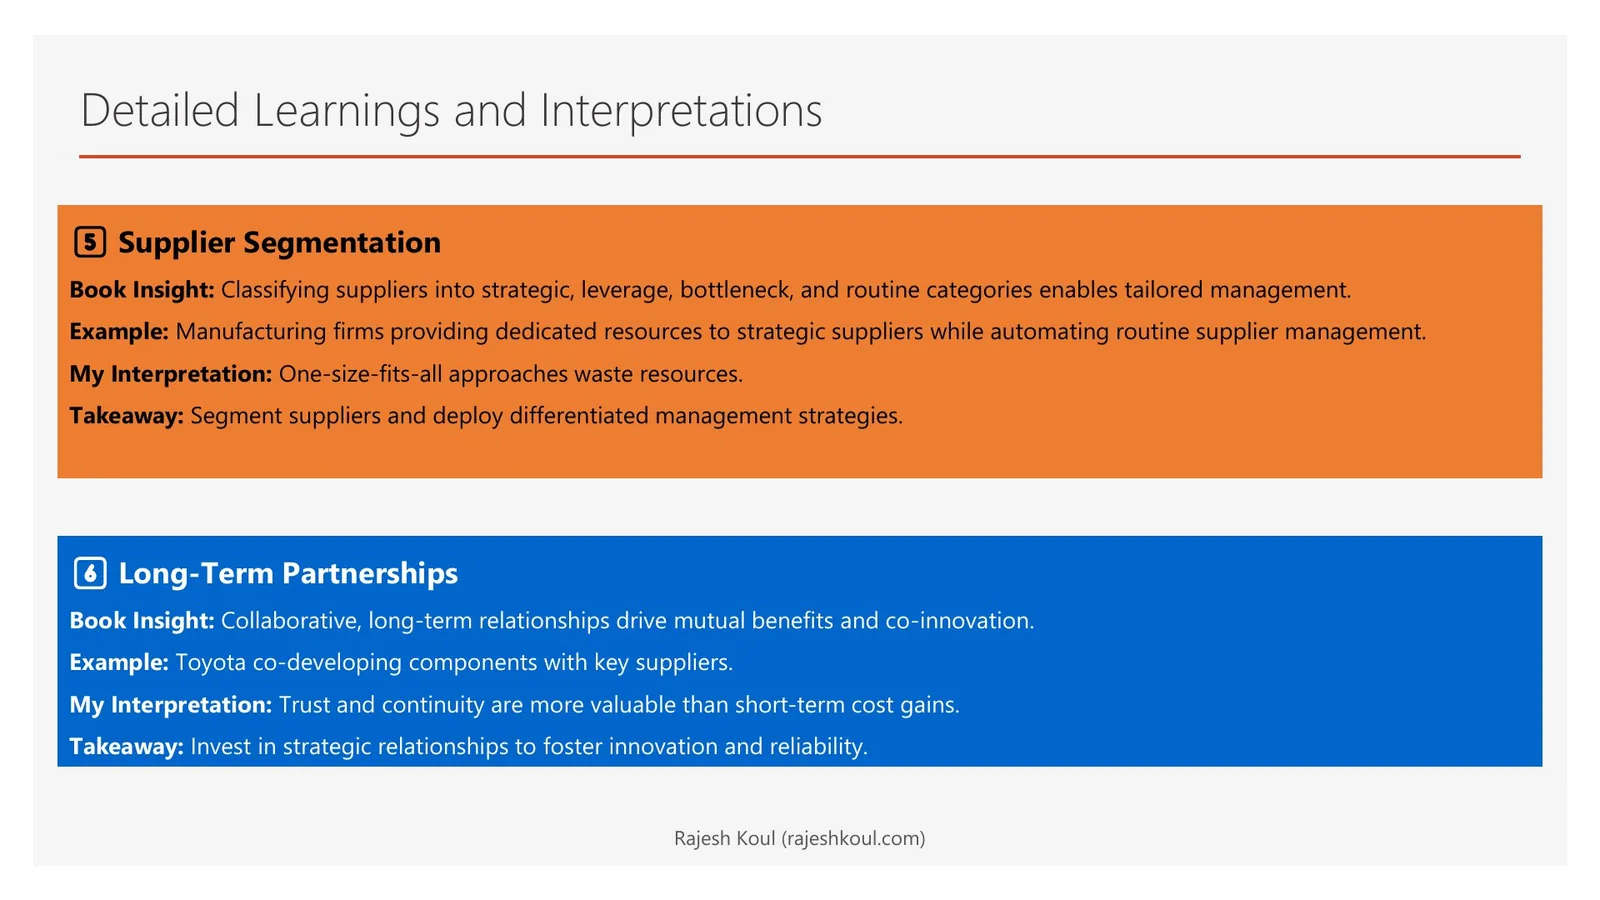 Detailed Learnings and Interpretations
5 Supplier Segmentation
Book Insight: Classifying suppliers into strategic, leverage, bottleneck, and routine categories enables tailored management.
Example: Manufacturing firms providing dedicated resources to strategic suppliers while automating routine supplier management.
My Interpretation: One-size-fits-all approaches waste resources.
Takeaway: Segment suppliers and deploy differentiated management strategies.
6 Long-Term Partnerships
Book Insight: Collaborative, long-term relationships drive mutual benefits and co-innovation.
Example: Toyota co-developing components with key suppliers.
My Interpretation: Trust and continuity are more valuable than short-term cost gains.
Takeaway: Invest in strategic relationships to foster innovation and reliability.
Rajesh Koul (rajeshkoul.com)